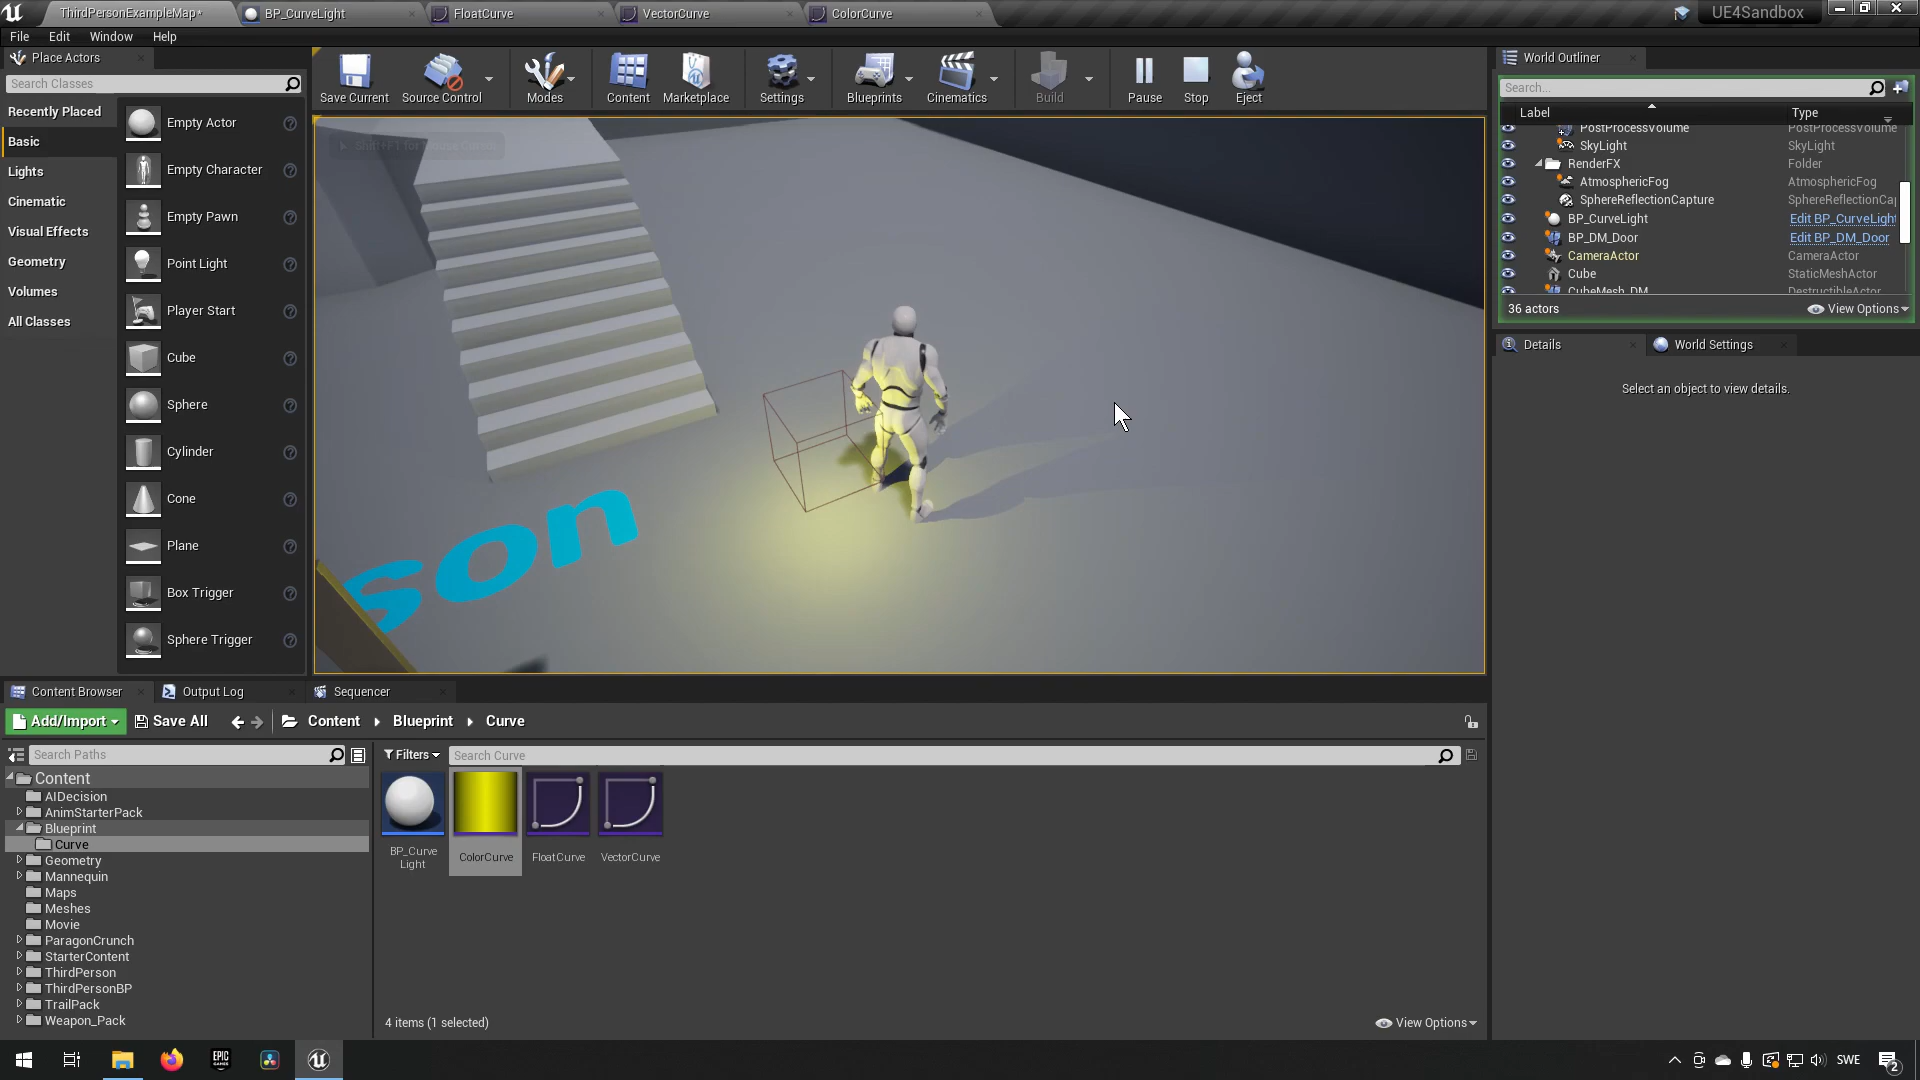 ThirdPersonExampleMap*
BP_CurveLight
FloatCurve
VectorCurve
ColorCurve
UE4Sandbox
File
Edit
Window
Help
Place Actors
Search Classes
Recently Placed
Basic
Lights
Cinematic
Visual Effects
Geometry
Volumes
All Classes
Empty Actor
Empty Character
Empty Pawn
Point Light
Player Start
Cube
Sphere
Cylinder
Cone
Plane
Box Trigger
Sphere Trigger
Save Current
Source Control
Modes
Content
Marketplace
Settings
Blueprints
Cinematics
Build
Pause
Stop
Eject
son
World Outliner
Search...
Label
Type
PostProcessVolume
PostProcessVolume
SkyLight
SkyLight
RenderFX
Folder
AtmosphericFog
AtmosphericFog
SphereReflectionCapture
SphereReflectionCap
BP_CurveLight
Edit BP_CurveLight
BP_DM_Door
Edit BP_DM_Door
CameraActor
CameraActor
Cube
StaticMeshActor
CubeMesh_DM
DestructibleActor
36 actors
View Options
Details
World Settings
Select an object to view details.
Content Browser
Output Log
Sequencer
Add/Import
Save All
Content
Blueprint
Curve
Search Paths
Filters
Search Curve
Content
AIDecision
AnimStarterPack
Blueprint
Curve
Geometry
Mannequin
Maps
Meshes
Movie
ParagonCrunch
StarterContent
ThirdPerson
ThirdPersonBP
TrailPack
Weapon_Pack
BP_Curve
Light
ColorCurve
FloatCurve
VectorCurve
4 items (1 selected)
View Options
EPIC
GAMES
SWE
2